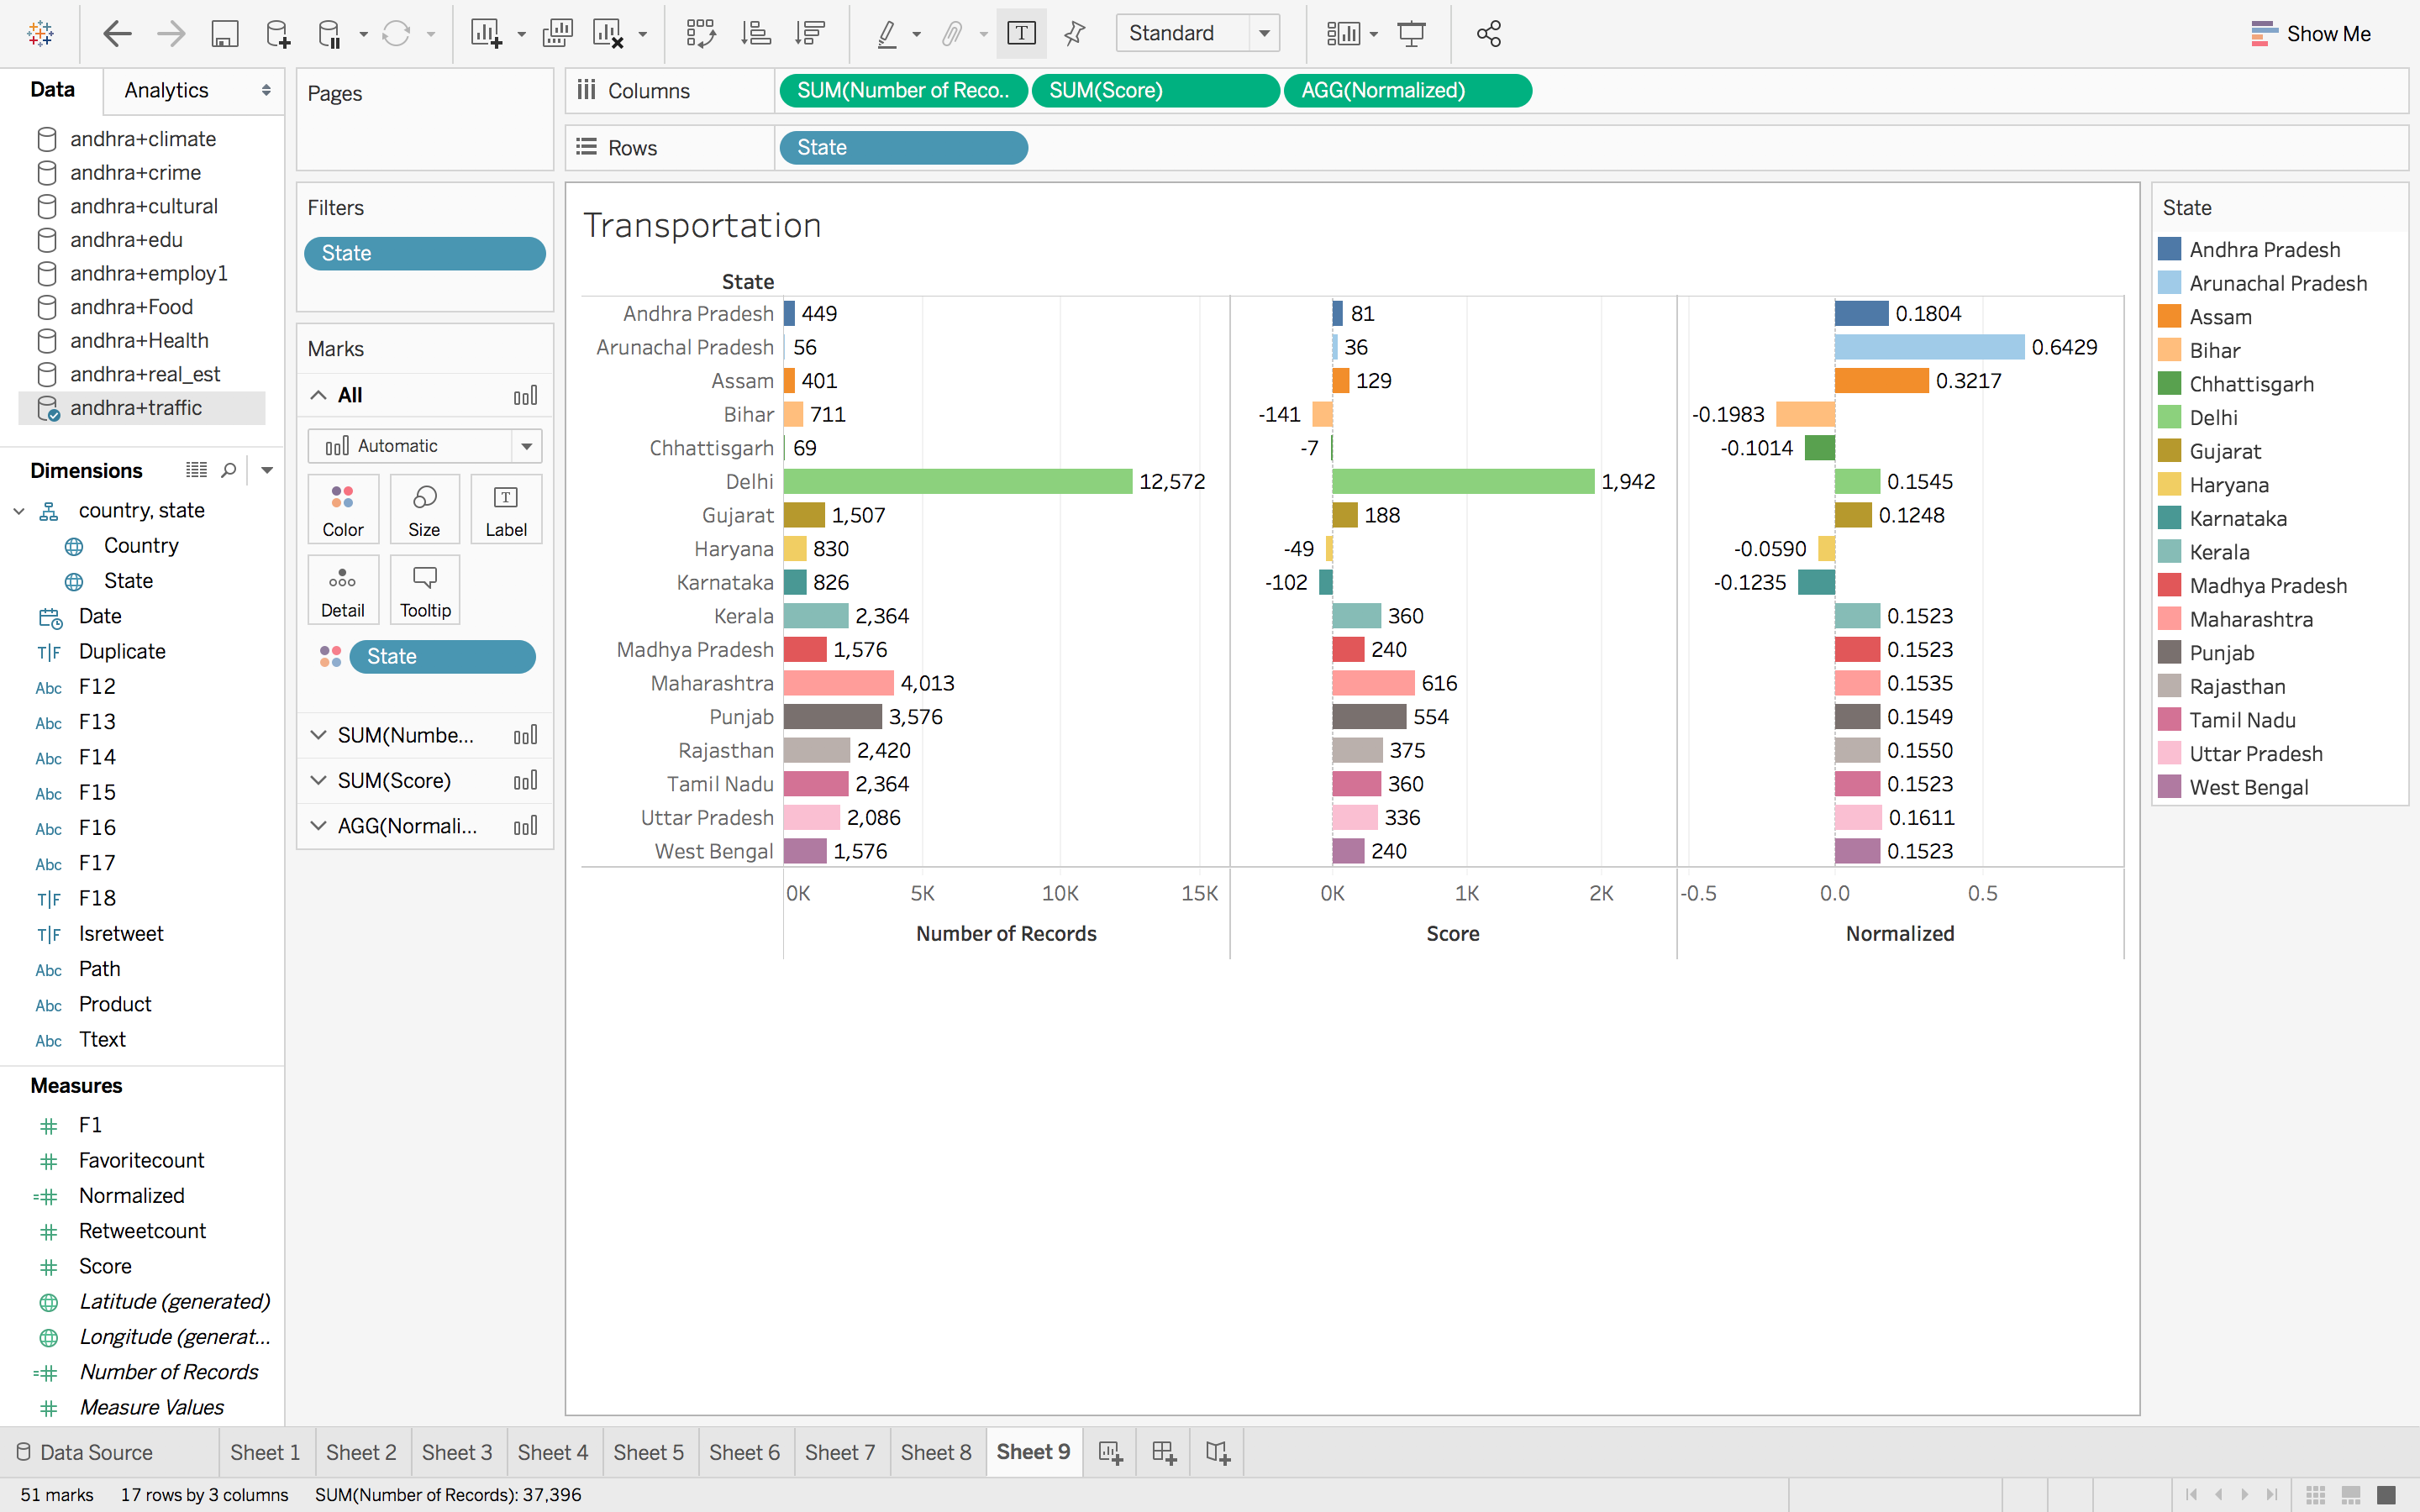 Standard
Show Me
Data
Analytics
andhra+climate
andhra+crime
andhra+cultural
andhra+edu
andhra+employ1
andhra+Food
andhra+Health
andhra+real_est
andhra+traffic
Dimensions
country, state
Country
State
Date
T|F Duplicate
Abc F12
Abc F13
Abc F14
Abc F15
Abc F16
Abc F17
T|F F18
T|F Isretweet
Abc Path
Abc Product
Abc Ttext
Measures
F1
Favoritecount
Normalized
Retweetcount
Score
Latitude (generated)
Longitude (generat...
Number of Records
Measure Values
Pages
Filters
State
Marks
All
Automatic
Color
Size
T
Label
Detail
Tooltip
State
SUM(Numbe...
SUM(Score)
AGG(Normali...
Columns
SUM(Number of Reco..
SUM(Score)
AGG(Normalized)
Rows
State
Transportation
State
Andhra Pradesh 449 81 0.1804
Arunachal Pradesh 56 36 0.6429
Assam 401 129 0.3217
Bihar 711 -141 -0.1983
Chhattisgarh 69 -7 -0.1014
Delhi 12,572 1,942 0.1545
Gujarat 1,507 188 0.1248
Haryana 830 -49 -0.0590
Karnataka 826 -102 -0.1235
Kerala 2,364 360 0.1523
Madhya Pradesh 1,576 240 0.1523
Maharashtra 4,013 616 0.1535
Punjab 3,576 554 0.1549
Rajasthan 2,420 375 0.1550
Tamil Nadu 2,364 360 0.1523
Uttar Pradesh 2,086 336 0.1611
West Bengal 1,576 240 0.1523
0K 5K 10K 15K 0K 1K 2K -0.5 0.0 0.5
Number of Records Score Normalized
State
Andhra Pradesh
Arunachal Pradesh
Assam
Bihar
Chhattisgarh
Delhi
Gujarat
Haryana
Karnataka
Kerala
Madhya Pradesh
Maharashtra
Punjab
Rajasthan
Tamil Nadu
Uttar Pradesh
West Bengal
Data Source Sheet 1 Sheet 2 Sheet 3 Sheet 4 Sheet 5 Sheet 6 Sheet 7 Sheet 8 Sheet 9
51 marks 17 rows by 3 columns SUM(Number of Records): 37,396